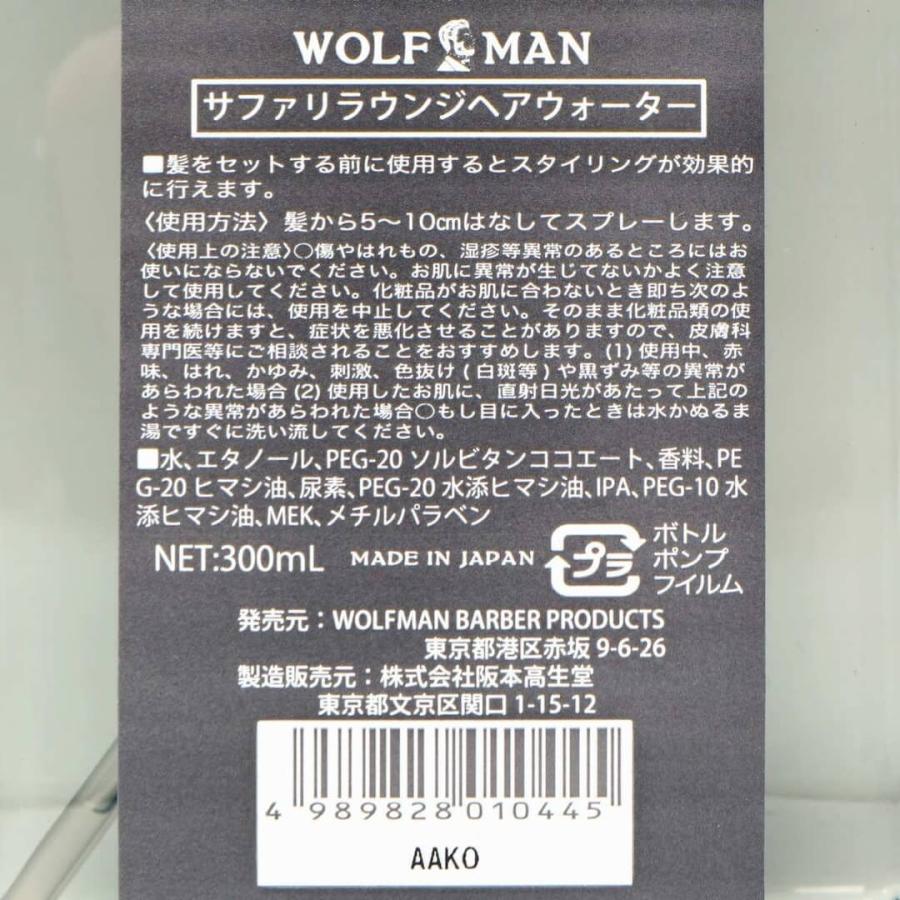 WOLF MAN
サファリラウンジヘアウォーター
■髪をセットする前に使用するとスタイリングが効果的
に行えます。
〈使用方法〉髪から5〜10㎝はなしてスプレーします。
〈使用上の注意〉○傷やはれもの、湿疹等異常のあるところにはお
使いにならないでください。お肌に異常が生じてないかよく注意
して使用してください。化粧品がお肌に合わないとき即ち次のよ
うな場合には、使用を中止してください。そのまま化粧品類の使
用を続けますと、症状を悪化させることがありますので、皮膚科
専門医等にご相談されることをおすすめします。(1) 使用中、赤
味、はれ、かゆみ、刺激、色抜け(白斑等)や黒ずみ等の異常が
あらわれた場合 (2) 使用したお肌に、直射日光があたって上記の
ような異常があらわれた場合○もし目に入ったときは水かぬるま
湯ですぐに洗い流してください。
■水、エタノール、PEG-20 ソルビタンココエート、香料、PE
G-20 ヒマシ油、尿素、PEG-20 水添ヒマシ油、IPA、PEG-10 水
添ヒマシ油、MEK、メチルパラベン
NET:300mL MADE IN JAPAN プラ ボトル
ポンプ
フィルム
発売元：WOLFMAN BARBER PRODUCTS
東京都港区赤坂 9-6-26
製造販売元：株式会社阪本高生堂
東京都文京区関口 1-15-12
4 989828 010445
AAKO